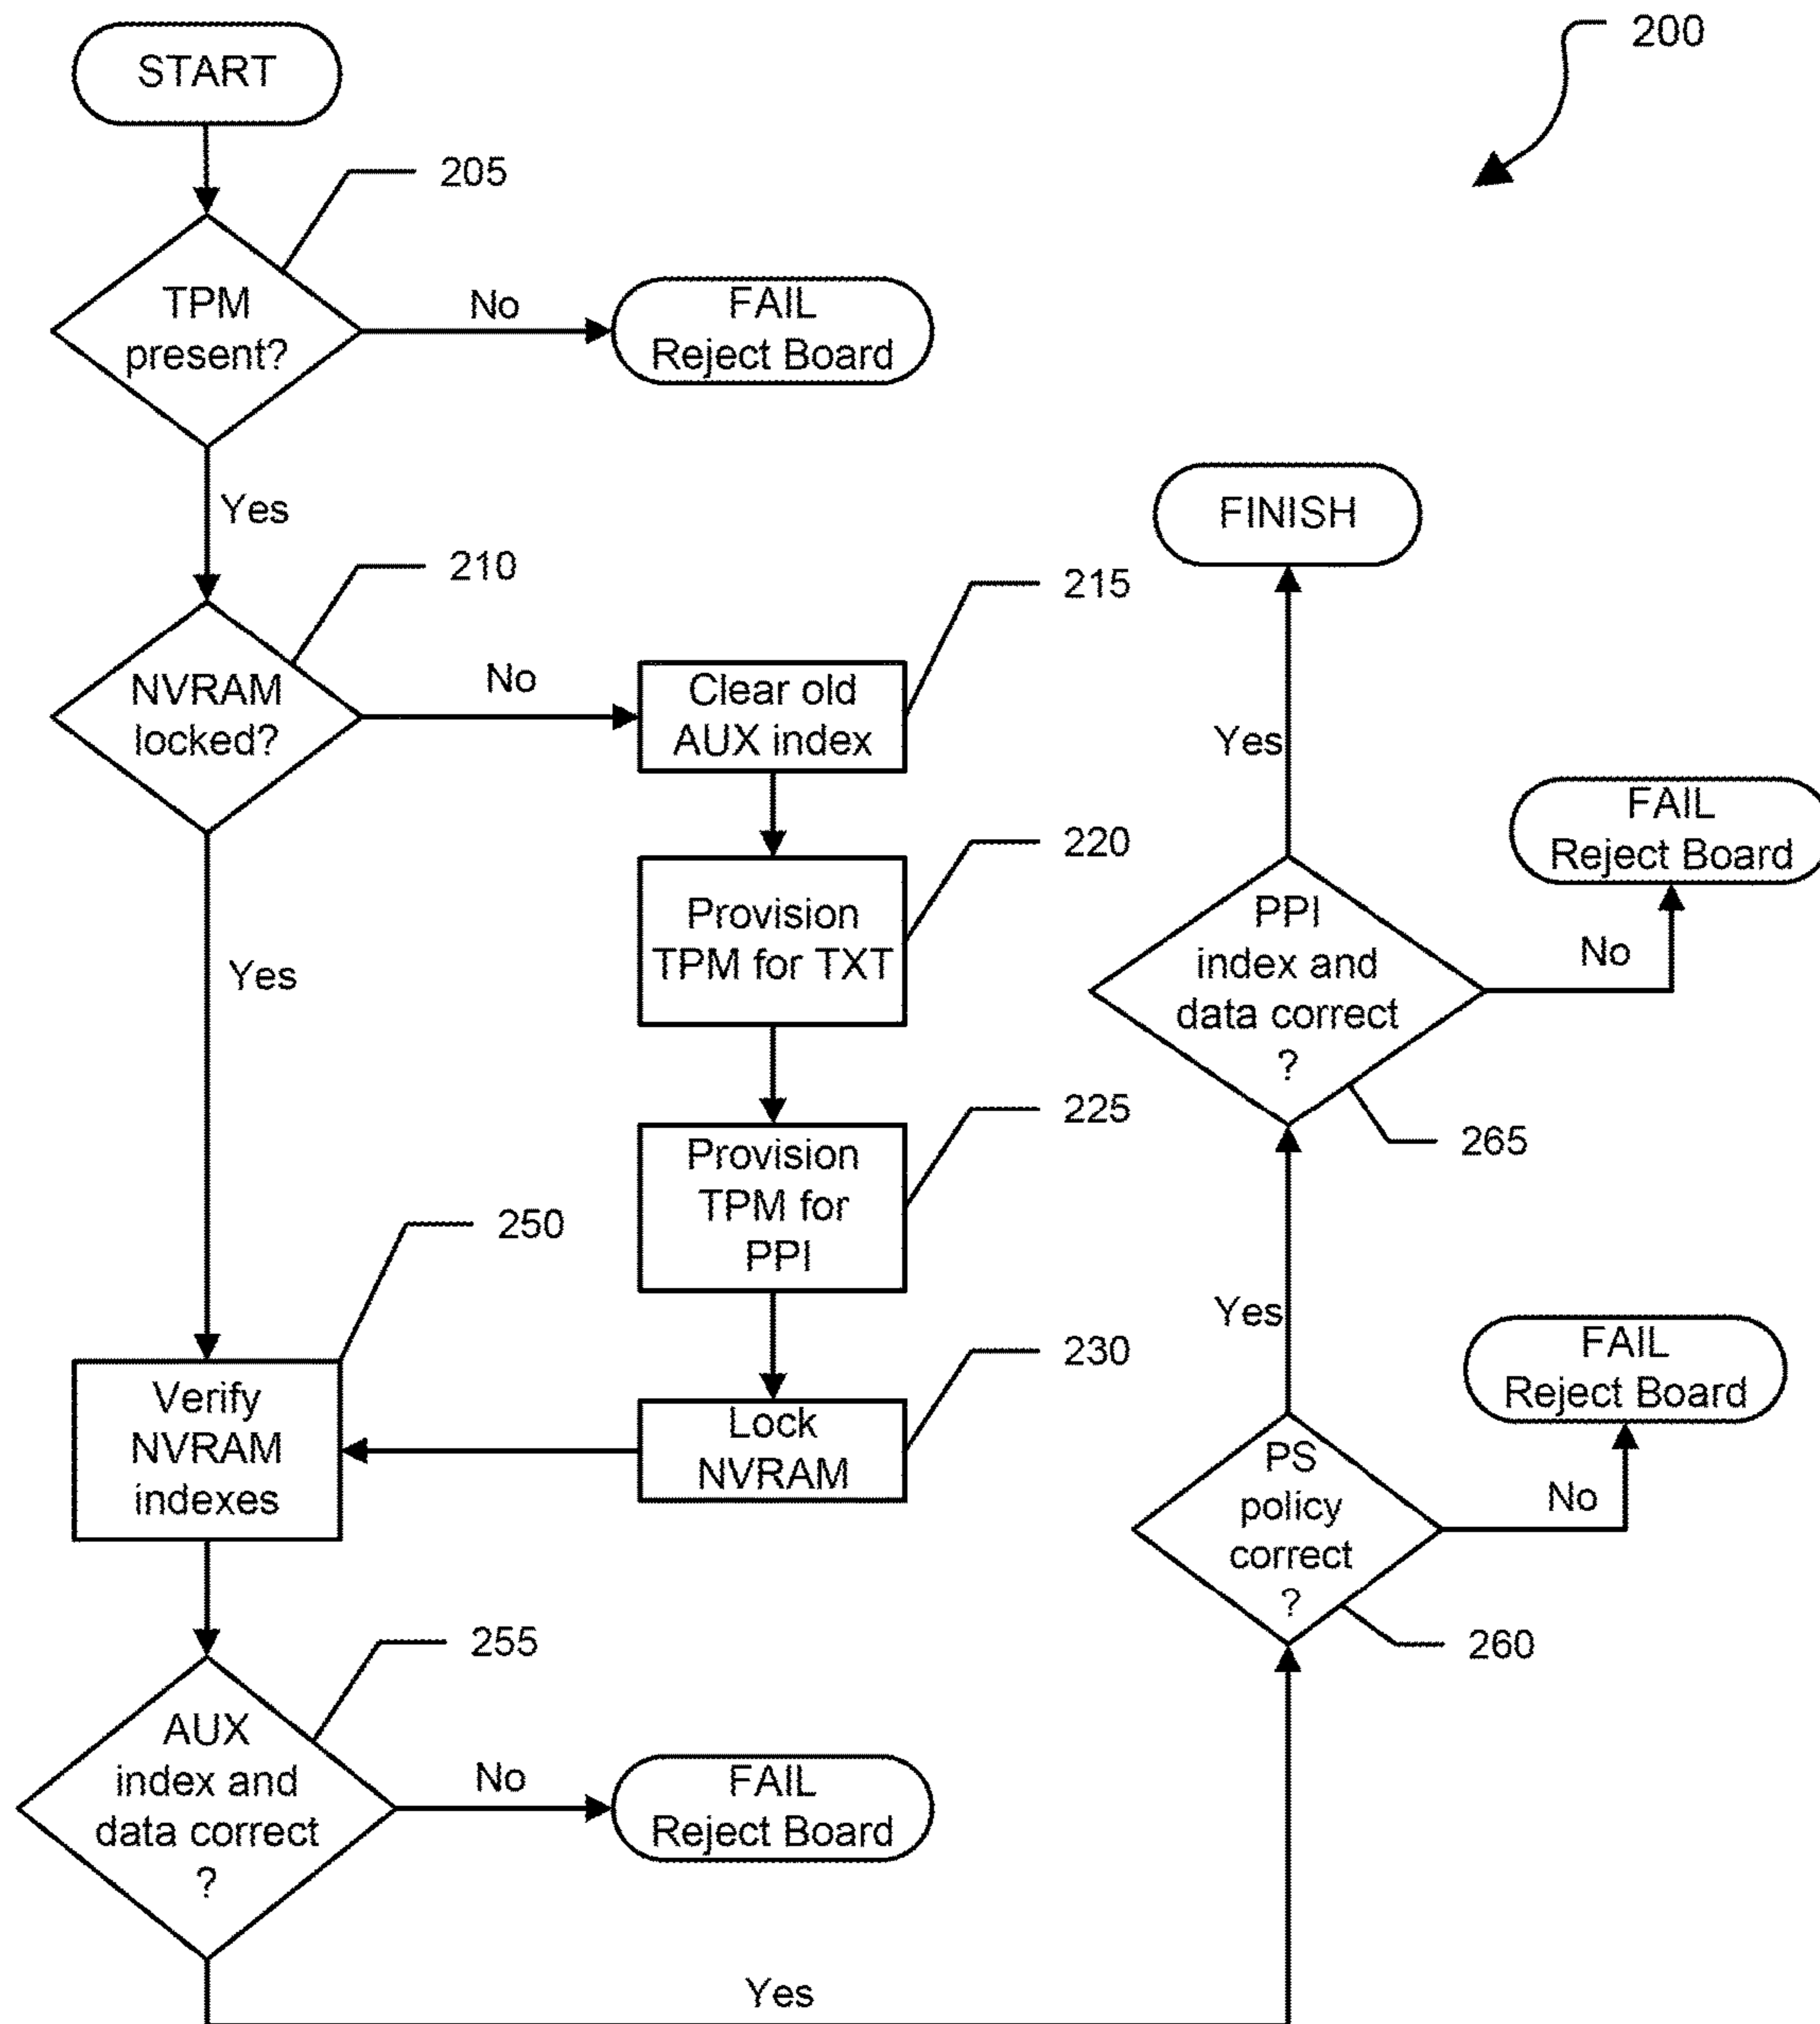 200
START
205
TPM
present?
No
FAIL
Reject Board
Yes
210
NVRAM
locked?
No
215
Clear old
AUX index
220
Provision
TPM for TXT
225
Provision
TPM for
PPI
230
Lock
NVRAM
Yes
250
Verify
NVRAM
indexes
255
AUX
index and
data correct
?
No
FAIL
Reject Board
Yes
260
PS
policy
correct
?
No
FAIL
Reject Board
Yes
265
PPI
index and
data correct
?
No
FAIL
Reject Board
Yes
FINISH